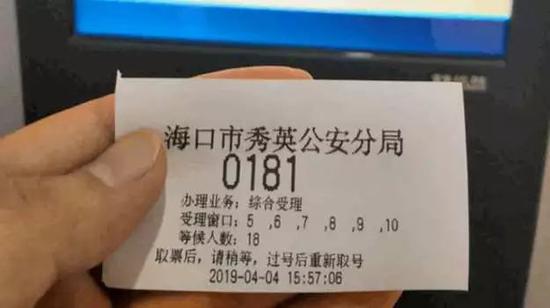 海口市秀英公安分局
0181
办理业务：综合受理
受理窗口：5 ,6 ,7 ,8 ,9 ,10
等候人数：18
取票后，请稍等，过号后重新取号
2019-04-04 15:57:06